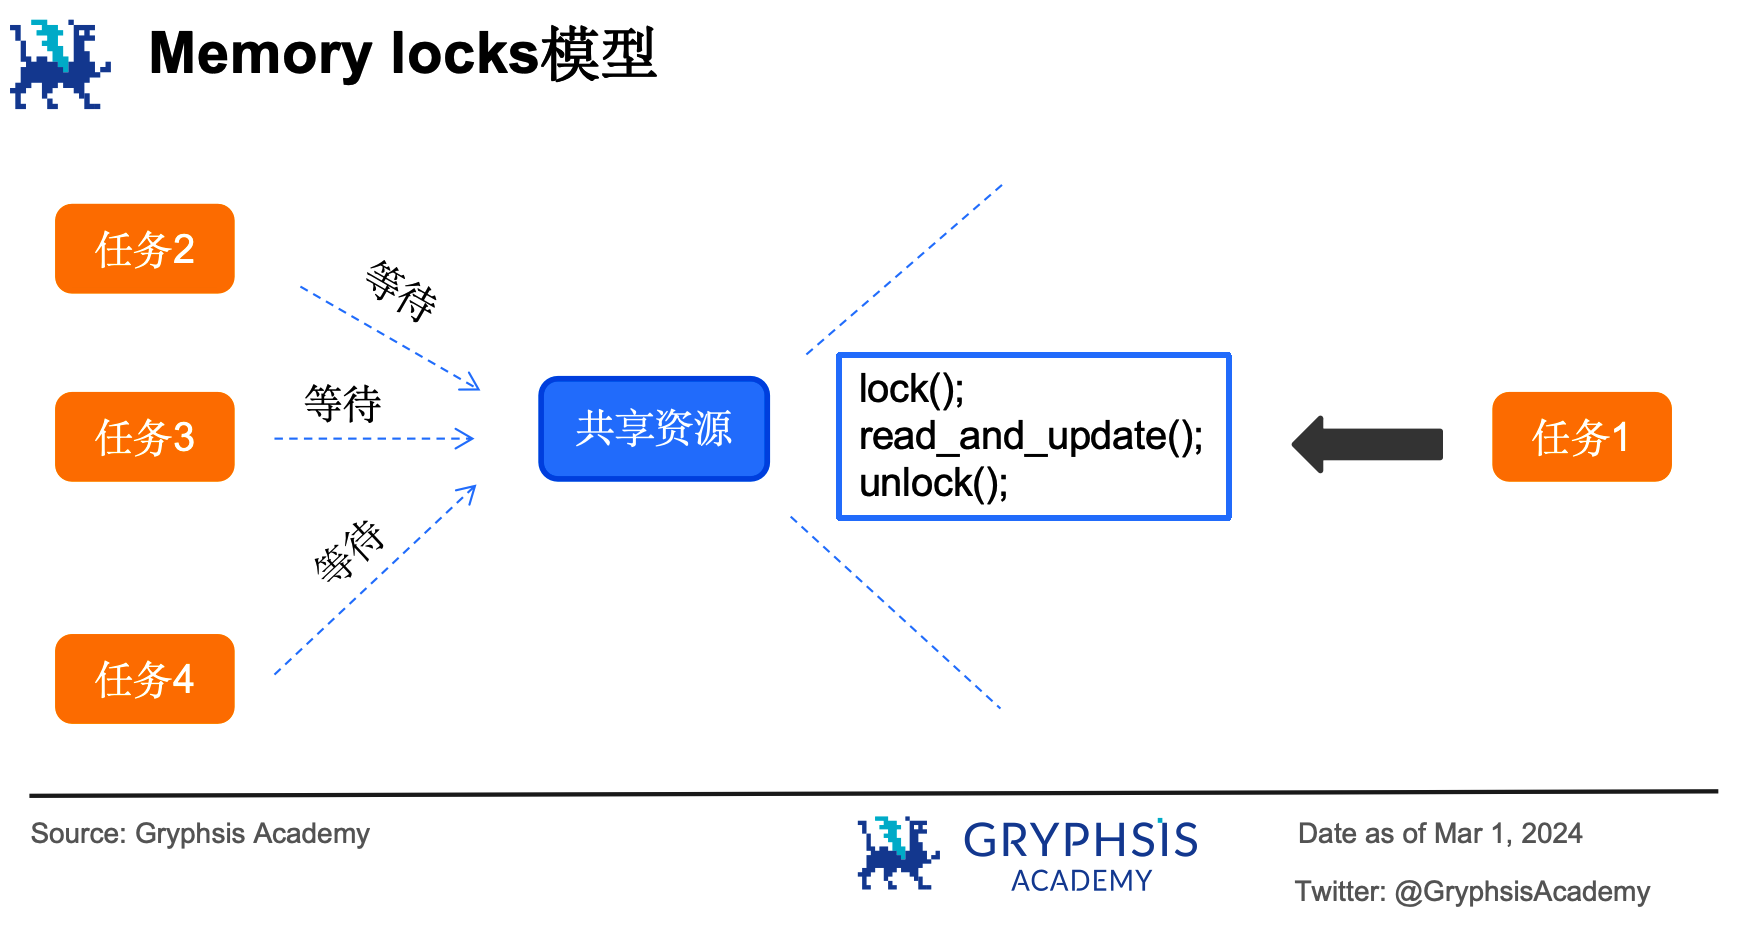 Memory locks模型
任务2
等待
任务3
等待
任务4
等待
共享资源
lock();
read_and_update();
unlock();
任务1
Source: Gryphsis Academy
GRYPHSIS
ACADEMY
Date as of Mar 1, 2024
Twitter: @GryphsisAcademy